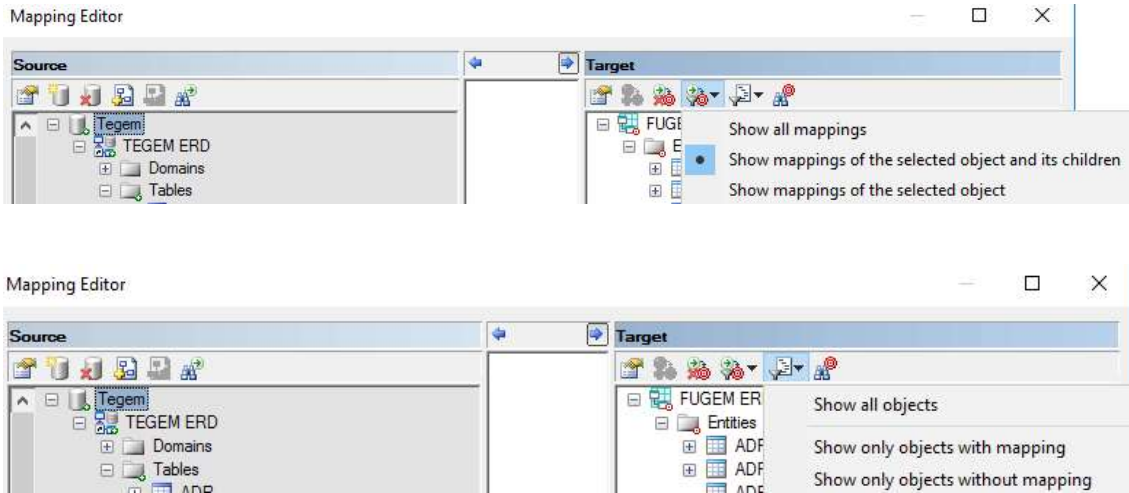 Mapping Editor
Source
Target
Tegem
TEGEM ERD
Domains
Tables
FUGE
E
Show all mappings
Show mappings of the selected object and its children
Show mappings of the selected object
Mapping Editor
Source
Target
Tegem
TEGEM ERD
Domains
Tables
ADR
FUGEM ER
Entities
ADF
ADF
ADF
Show all objects
Show only objects with mapping
Show only objects without mapping